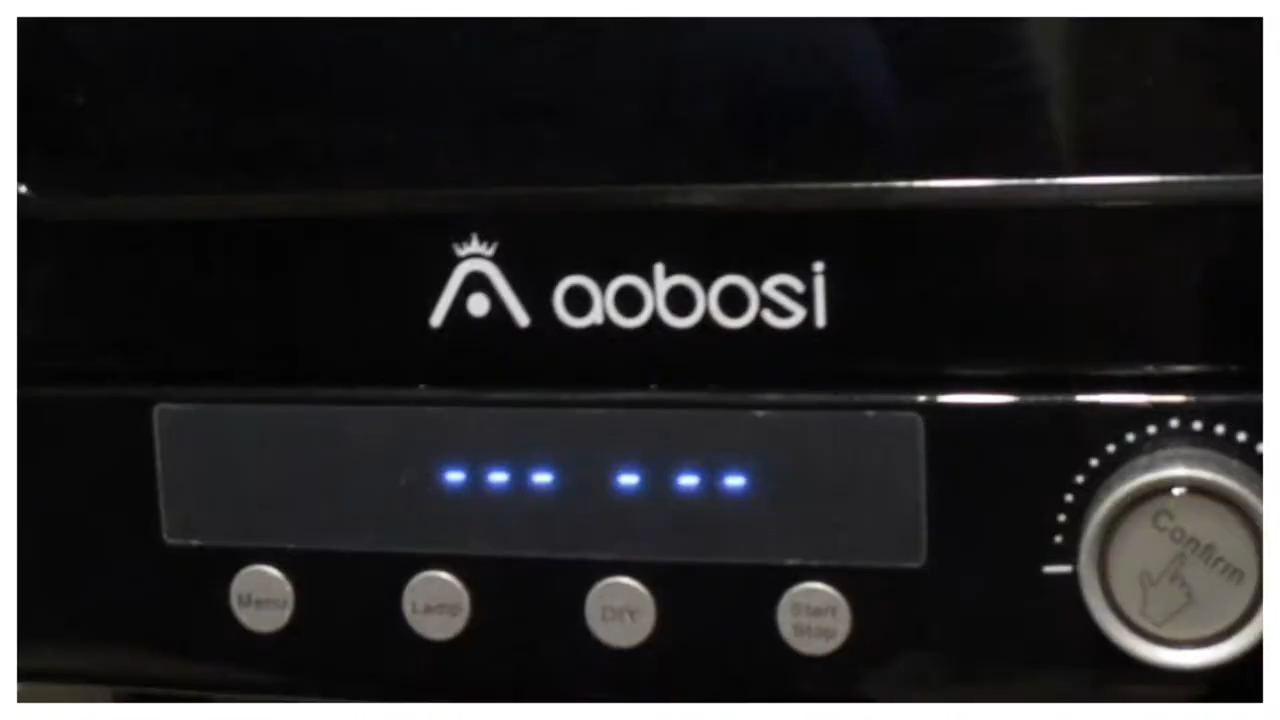 aobosi
--- - --
Menu
Lamp
DIY
Start
Stop
Confirm